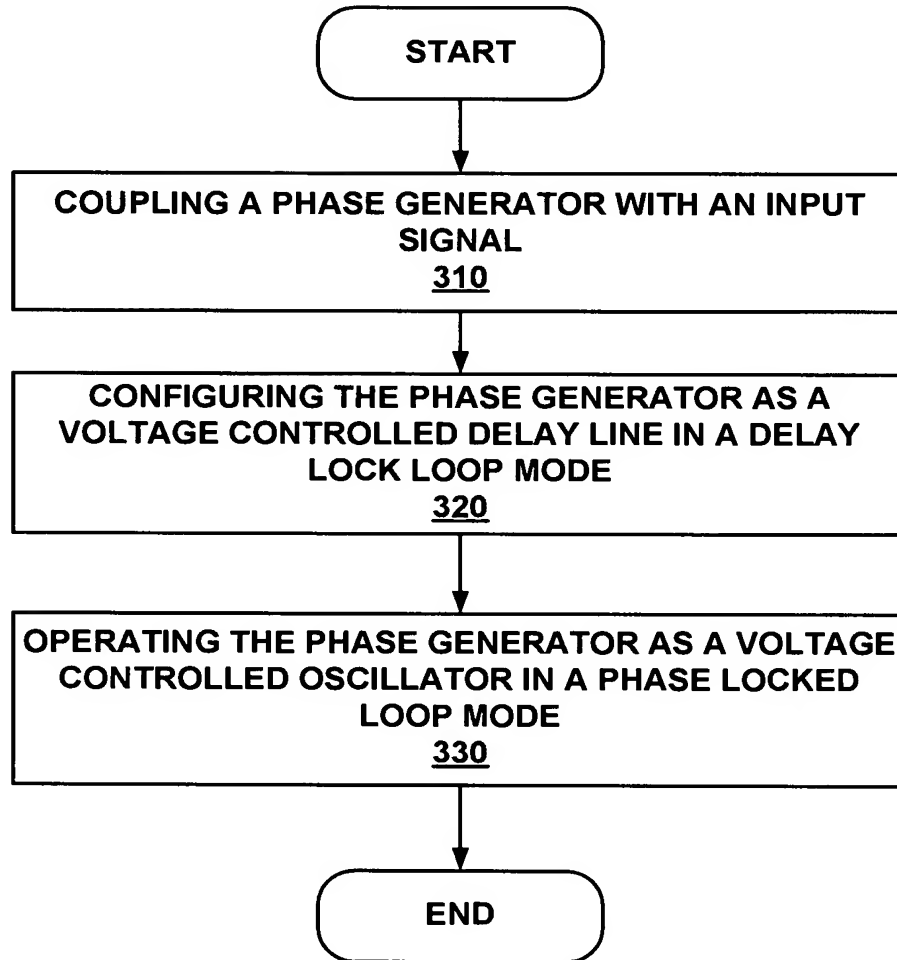 START
COUPLING A PHASE GENERATOR WITH AN INPUT
SIGNAL
310
CONFIGURING THE PHASE GENERATOR AS A
VOLTAGE CONTROLLED DELAY LINE IN A DELAY
LOCK LOOP MODE
320
OPERATING THE PHASE GENERATOR AS A VOLTAGE
CONTROLLED OSCILLATOR IN A PHASE LOCKED
LOOP MODE
330
END